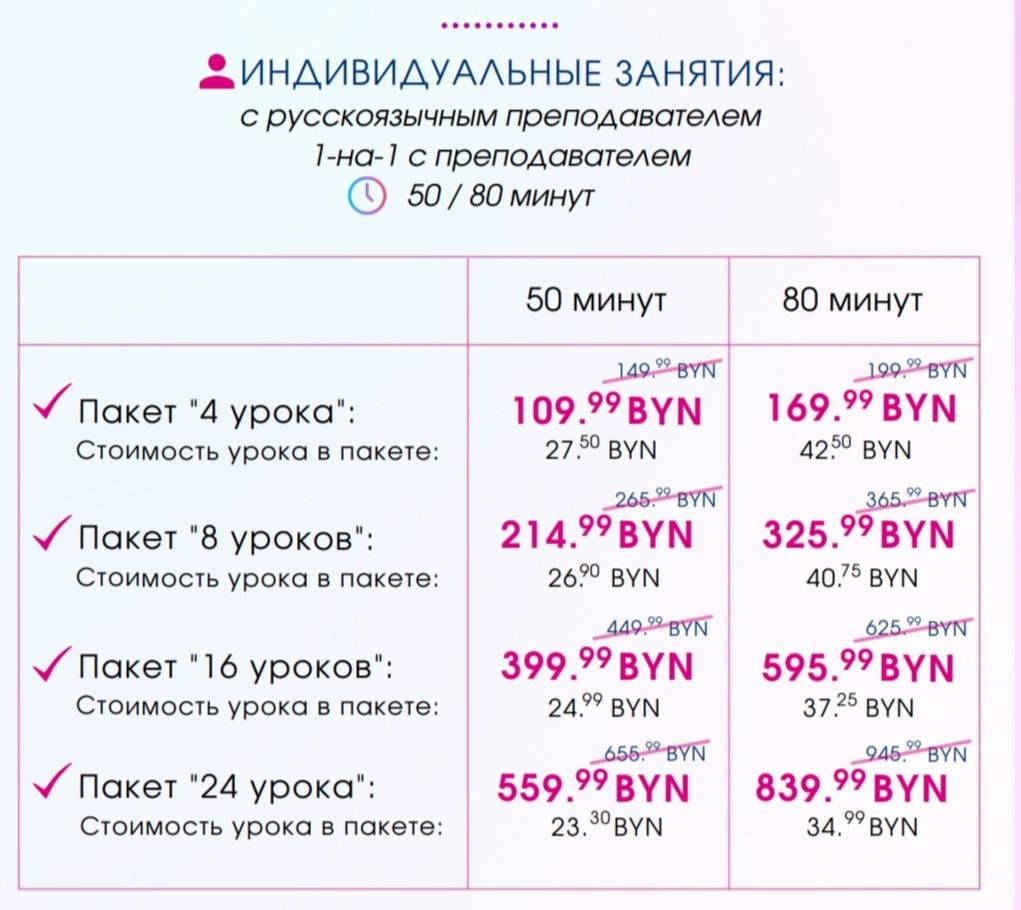 ИНДИВИДУАЛЬНЫЕ ЗАНЯТИЯ:
с русскоязычным преподавателем
1-на-1 с преподавателем
50 / 80 минут
50 минут 80 минут
149.99 BYN 199.99 BYN
Пакет "4 урока": 109.99 BYN 169.99 BYN
Стоимость урока в пакете: 27.50 BYN 42.50 BYN
265.99 BYN 365.99 BYN
Пакет "8 уроков": 214.99 BYN 325.99 BYN
Стоимость урока в пакете: 26.90 BYN 40.75 BYN
449.99 BYN 625.99 BYN
Пакет "16 уроков": 399.99 BYN 595.99 BYN
Стоимость урока в пакете: 24.99 BYN 37.25 BYN
655.99 BYN 945.99 BYN
Пакет "24 урока": 559.99 BYN 839.99 BYN
Стоимость урока в пакете: 23.30 BYN 34.99 BYN